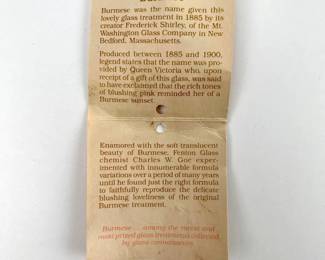 Burmese was the name given this
lovely glass treatment in 1885 by its
creator Frederick Shirley, of the Mt.
Washington Glass Company in New
Bedford, Massachusetts.
Produced between 1885 and 1900,
legend states that the name was pro-
vided by Queen Victoria who, upon
receipt of a gift of this glass, was said
to have exclaimed that the rich tones
of blushing pink reminded her of a
Burmese sunset.
Enamored with the soft translucent
beauty of Burmese, Fenton Glass
chemist Charles W. Goe exper-
imented with innumerable formula
variations over a period of many years
until he found just the right formula
to faithfully reproduce the delicate
blushing loveliness of the original
Burmese treatment.
Burmese . . . among the rarest and
most prized glass treatments collected
by glass connoisseurs.